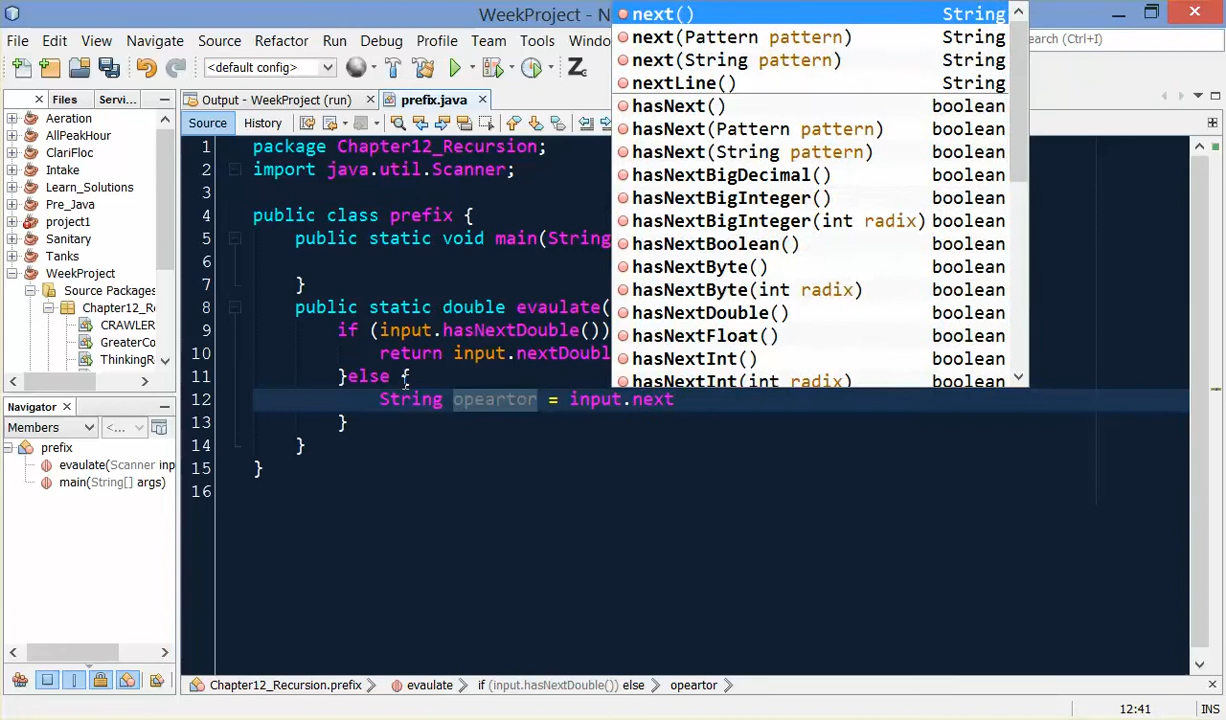 WeekProject - N
File Edit View Navigate Source Refactor Run Debug Profile Team Tools Windo
earch (Ctrl+I)
<default config>
Files Servi...
Output - WeekProject (run) prefix.java
Source History
Aeration
AllPeakHour
ClariFloc
Intake
Learn_Solutions
Pre_Java
project1
Sanitary
Tanks
WeekProject
Source Packages
Chapter12_Re
CRAWLER
GreaterCo
ThinkingR
Navigator
Members <...
prefix
evaulate(Scanner inp
main(String[] args)
1 package Chapter12_Recursion;
2 import java.util.Scanner;
3
4 public class prefix {
5 public static void main(String
6
7 }
8 public static double evaulate(
9 if (input.hasNextDouble())
10 return input.nextDoubl
11 }else {
12 String opeartor = input.next
13 }
14 }
15 }
16
next() String
next(Pattern pattern) String
next(String pattern) String
nextLine() String
hasNext() boolean
hasNext(Pattern pattern) boolean
hasNext(String pattern) boolean
hasNextBigDecimal() boolean
hasNextBigInteger() boolean
hasNextBigInteger(int radix) boolean
hasNextBoolean() boolean
hasNextByte() boolean
hasNextByte(int radix) boolean
hasNextDouble() boolean
hasNextFloat() boolean
hasNextInt() boolean
hasNextInt(int radix) boolean
Chapter12_Recursion.prefix evaulate if (input.hasNextDouble()) else opeartor
12:41 INS